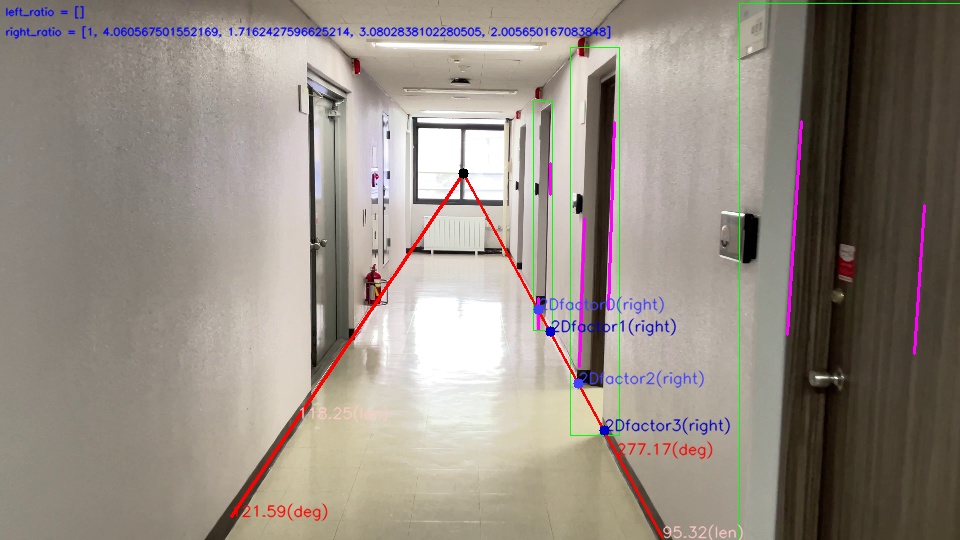 left_ratio = []
right_ratio = [1, 4.060567501552169, 1.7162427596625214, 3.0802838102280505, 2.005650167083848]
2Dfactor0(right)
2Dfactor1(right)
2Dfactor2(right)
118.25(len)
2Dfactor3(right)
277.17(deg)
21.59(deg)
95.32(len)